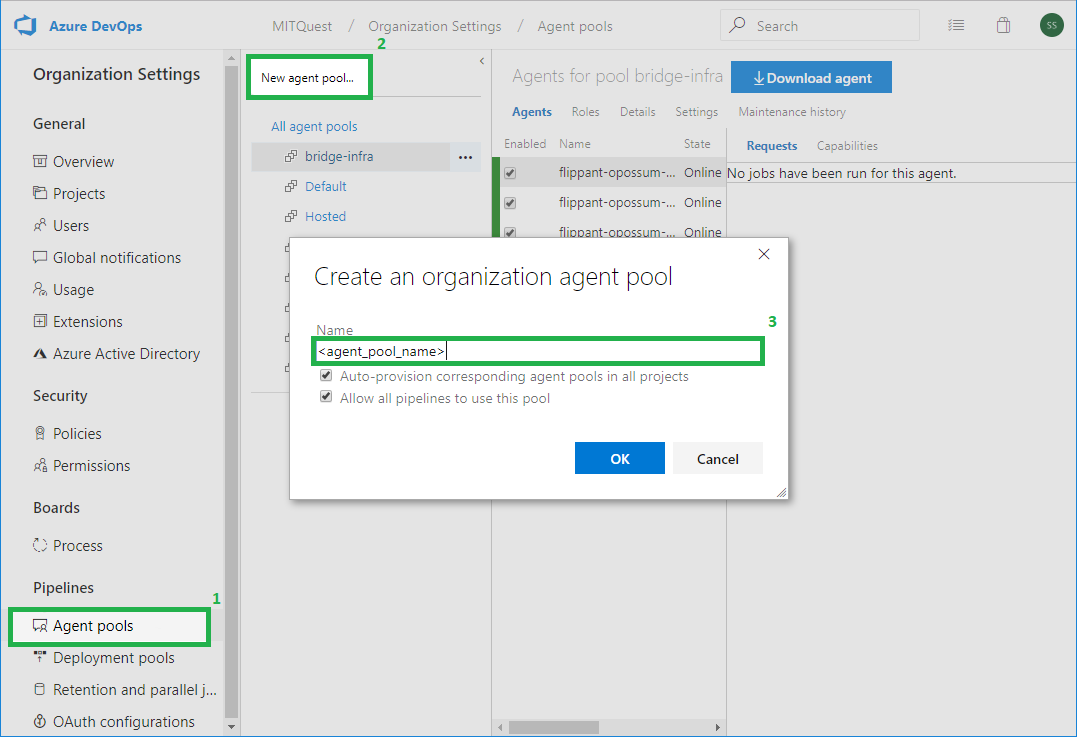 Azure DevOps
MITQuest / Organization Settings / Agent pools
Search
SS
Organization Settings
General
Overview
Projects
Users
Global notifications
Usage
Extensions
Azure Active Directory
Security
Policies
Permissions
Boards
Process
Pipelines
1
Agent pools
Deployment pools
Retention and parallel j...
OAuth configurations
2
New agent pool...
All agent pools
bridge-infra ...
Default
Hosted
Agents for pool bridge-infra
Download agent
Agents Roles Details Settings Maintenance history
Enabled Name State
flippant-opossum-... Online
flippant-opossum-... Online
flippant-opossum-... Online
Requests Capabilities
No jobs have been run for this agent.
Create an organization agent pool
Name
3
<agent_pool_name>
Auto-provision corresponding agent pools in all projects
Allow all pipelines to use this pool
OK Cancel